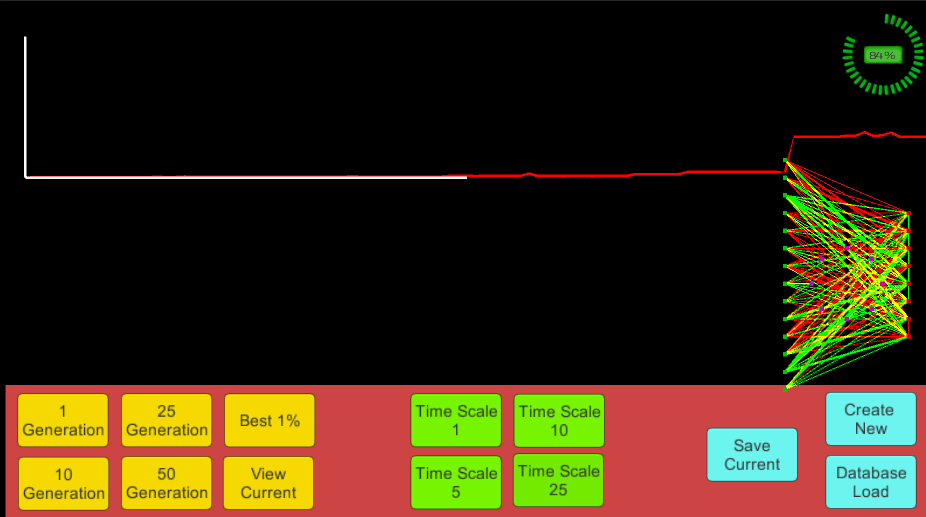 84%
1
Generation
25
Generation
Best 1%
Time Scale
1
Time Scale
10
Create
New
Save
Current
10
Generation
50
Generation
View
Current
Time Scale
5
Time Scale
25
Database
Load